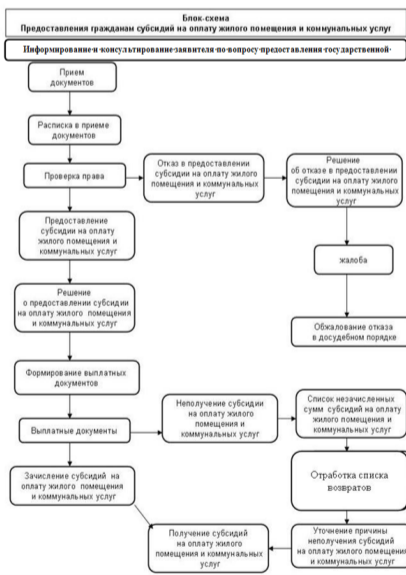 Блок-схема
Предоставления гражданам субсидий на оплату жилого помещения и коммунальных услуг
Информирование и консультирование заявителя по вопросу предоставления государственной
Прием
документов
Расписка в приеме
документов
Проверка права
Отказ в предоставлении
субсидии на оплату жилого
помещения и коммунальных
услуг
Решение
об отказе в предоставлении
субсидии на оплату жилого
помещения и коммунальных
услуг
Предоставление
субсидии на оплату
жилого помещения и
коммунальных услуг
жалоба
Решение
о предоставлении субсидии
на оплату жилого помещения
и коммунальных услуг
Обжалование отказа
в досудебном порядке
Формирование выплатных
документов
Выплатные документы
Неполучение субсидии
на оплату жилого
помещения и
коммунальных услуг
Список незачисленных
сумм субсидий на оплату
жилого помещения и
коммунальных услуг
Зачисление субсидий на
оплату жилого помещения
и коммунальных услуг
Отработка списка
возвратов
Получение субсидий
на оплату жилого
помещения и коммунальных
услуг
Уточнение причины
неполучения субсидий
на оплату жилого помещения
и коммунальных услуг